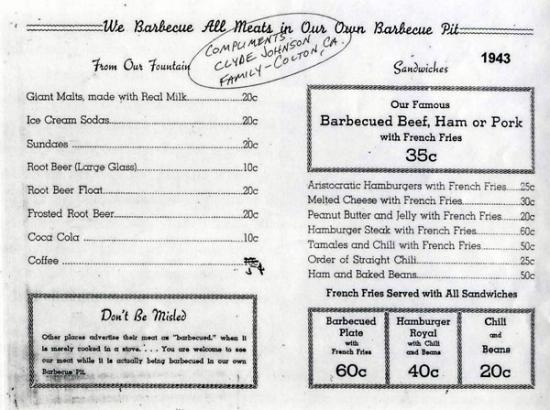 We Barbecue All Meats in Our Own Barbecue Pit
COMPLIMENTS
CLYDE JOHNSON
FAMILY-COLTON, CA.
1943
From Our Fountain
Giant Malts, made with Real Milk 20c
Ice Cream Sodas 20c
Sundaes 20c
Root Beer (Large Glass) 10c
Root Beer Float 20c
Frosted Root Beer 20c
Coca Cola 10c
Coffee 5¢
Don't Be Misled
Other places advertise their meat as "barbecued," when it
is merely cooked in a stove. . . . You are welcome to see
our meat while it is actually being barbecued in our own
Barbecue Pit.
Sandwiches
Our Famous
Barbecued Beef, Ham or Pork
with French Fries
35c
Aristocratic Hamburgers with French Fries 25c
Melted Cheese with French Fries 30c
Peanut Butter and Jelly with French Fries 20c
Hamburger Steak with French Fries 60c
Tamales and Chili with French Fries 50c
Order of Straight Chili 25c
Ham and Baked Beans 50c
French Fries Served with All Sandwiches
Barbecued
Plate
with
French Fries
60c
Hamburger
Royal
with Chili
and Beans
40c
Chili
and
Beans
20c